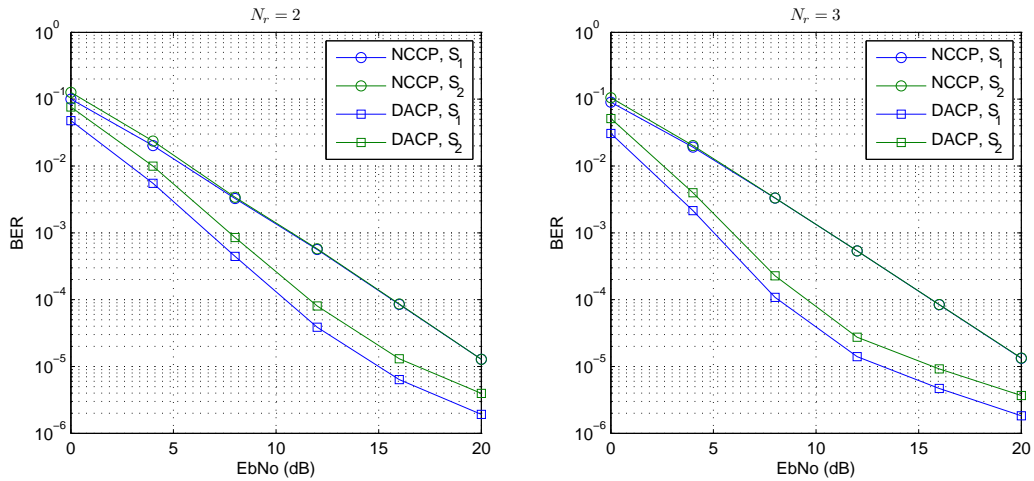 N_r = 2
10^0
10^-1
10^-2
10^-3
10^-4
10^-5
10^-6
BER
0
5
10
15
20
EbNo (dB)
NCCP, S_1
NCCP, S_2
DACP, S_1
DACP, S_2
N_r = 3
10^0
10^-1
10^-2
10^-3
10^-4
10^-5
10^-6
BER
0
5
10
15
20
EbNo (dB)
NCCP, S_1
NCCP, S_2
DACP, S_1
DACP, S_2